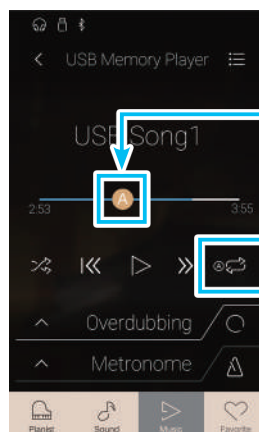 USB Memory Player
USB Song1
A
2:53
3:55
A
Overdubbing
Metronome
Pianist
Sound
Music
Favorite